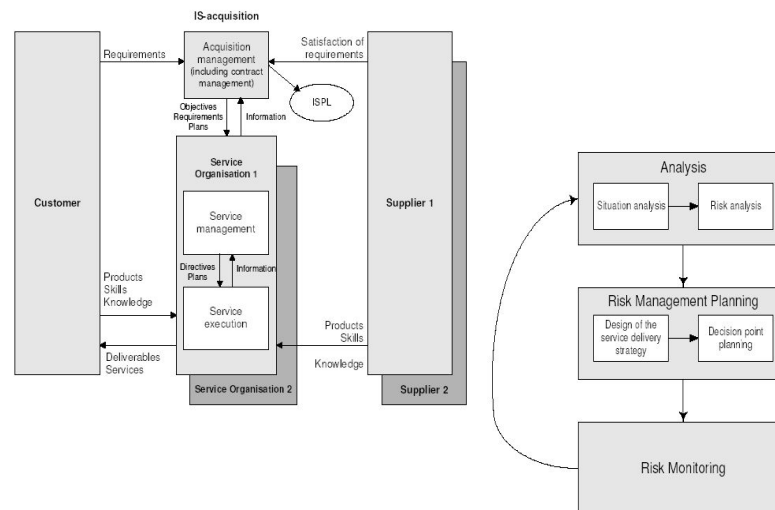 IS-acquisition
Requirements
Acquisition
management
(including contract
management)
Satisfaction of
requirements
ISPL
Objectives
Requirements
Plans
Information
Customer
Service
Organisation 1
Service
management
Directives
Plans
Information
Service
execution
Products
Skills
Knowledge
Deliverables
Services
Supplier 1
Products
Skills
Knowledge
Service Organisation 2
Supplier 2
Analysis
Situation analysis
Risk analysis
Risk Management Planning
Design of the
service delivery
strategy
Decision point
planning
Risk Monitoring